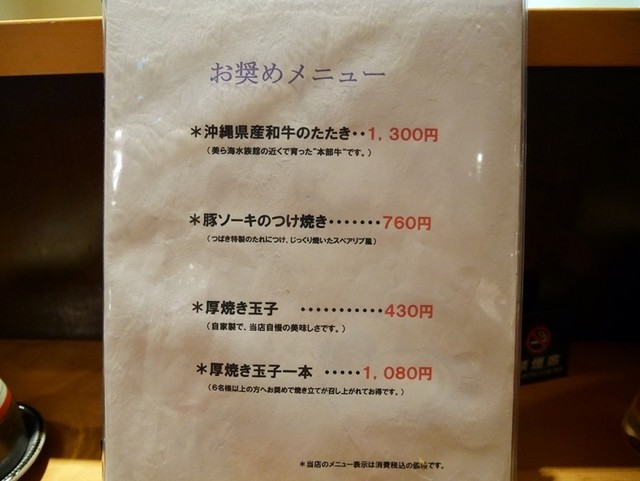 お奨めメニュー
＊沖縄県産和牛のたたき・・1，300円
（美ら海水族館の近くで育った“本部牛”です。）
＊豚ソーキのつけ焼き・・・・・・・760円
（つばき特製のたれにつけ、じっくり焼いたスペアリブ風）
＊厚焼き玉子　・・・・・・・・・・・430円
（自家製で、当店自慢の美味しさです。）
＊厚焼き玉子一本　・・・・・1，080円
（6名様以上の方へお奨めで焼き立てが召し上がれてお得です。）
＊当店のメニュー表示は消費税込の価格です。